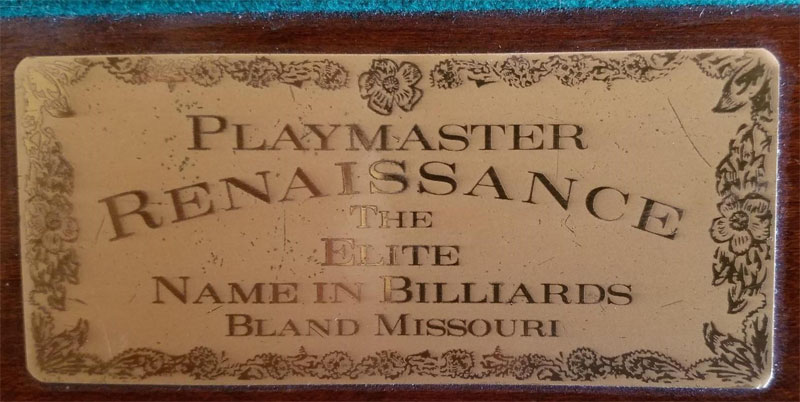 PLAYMASTER
RENAISSANCE
THE
ELITE
NAME IN BILLIARDS
BLAND MISSOURI